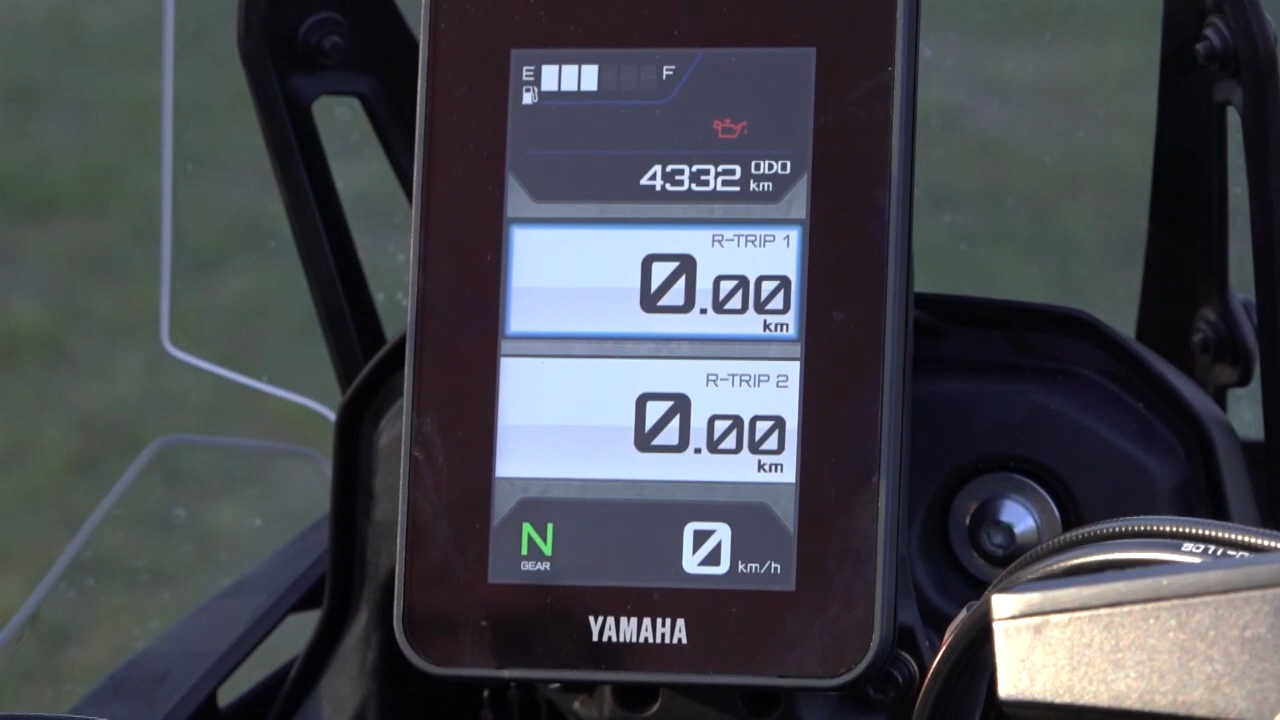 E F
4332 ODO
km
R-TRIP 1
0.00
km
R-TRIP 2
0.00
km
N 0 km/h
GEAR
YAMAHA